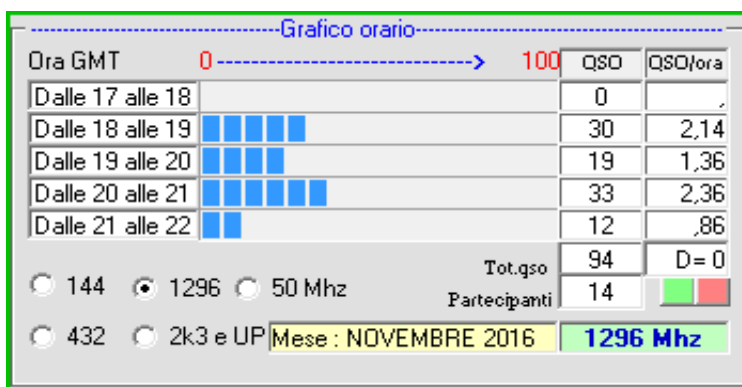 Grafico orario
Ora GMT 0 -----------------------------> 100 QSO QSO/ora
Dalle 17 alle 18 0 ,
Dalle 18 alle 19 30 2,14
Dalle 19 alle 20 19 1,36
Dalle 20 alle 21 33 2,36
Dalle 21 alle 22 12 ,86
Tot.qso 94 D= 0
144 1296 50 Mhz Partecipanti 14
432 2k3 e UP Mese : NOVEMBRE 2016 1296 Mhz